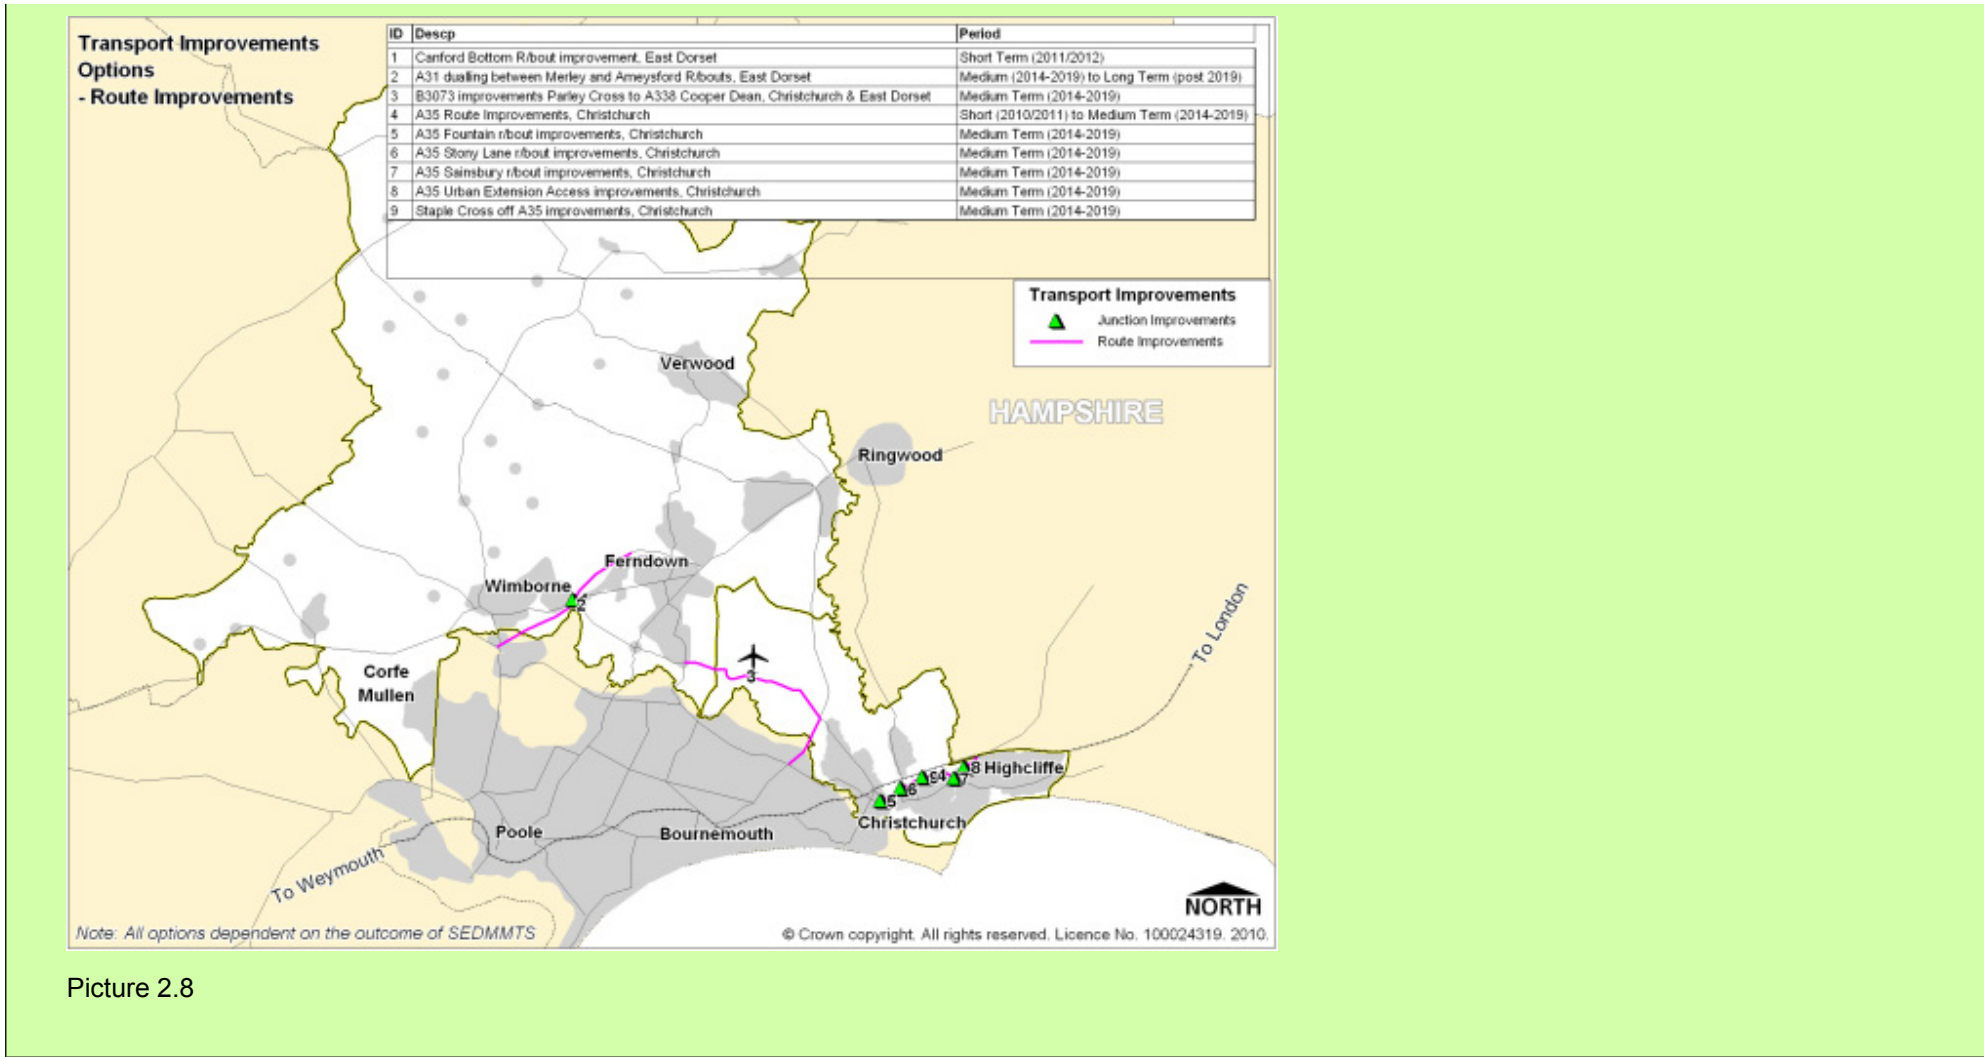 Transport Improvements
Options
- Route Improvements
ID Descp Period
1 Canford Bottom R/bout improvement, East Dorset Short Term (2011/2012)
2 A31 dualling between Merley and Ameysford R/bouts, East Dorset Medium (2014-2019) to Long Term (post 2019)
3 B3073 improvements Parley Cross to A338 Cooper Dean, Christchurch & East Dorset Medium Term (2014-2019)
4 A35 Route Improvements, Christchurch Short (2010/2011) to Medium Term (2014-2019)
5 A35 Fountain r/bout improvements, Christchurch Medium Term (2014-2019)
6 A35 Stony Lane r/bout improvements, Christchurch Medium Term (2014-2019)
7 A35 Sainsbury r/bout improvements, Christchurch Medium Term (2014-2019)
8 A35 Urban Extension Access improvements, Christchurch Medium Term (2014-2019)
9 Staple Cross off A35 improvements, Christchurch Medium Term (2014-2019)
Transport Improvements
Junction Improvements
Route Improvements
Verwood
HAMPSHIRE
Ringwood
Ferndown
Wimborne
2
To London
3
Corfe
Mullen
8 Highcliffe
94
7
6
5
Christchurch
Poole
Bournemouth
To Weymouth
NORTH
Note: All options dependent on the outcome of SEDMMTS
© Crown copyright. All rights reserved. Licence No. 100024319. 2010.
Picture 2.8